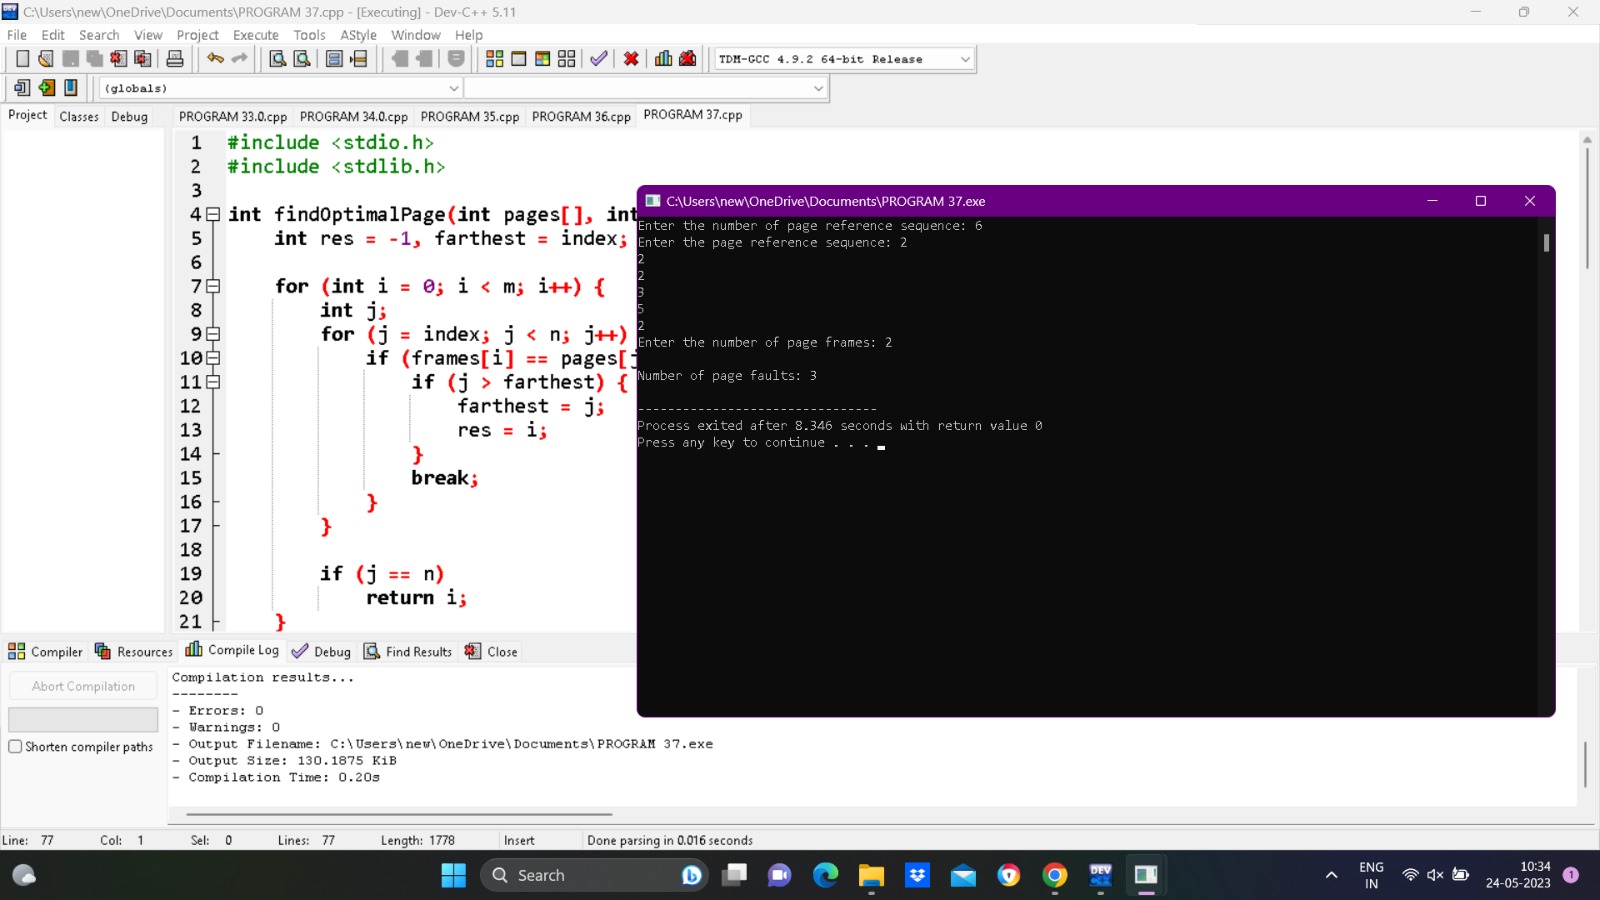 C:\Users\new\OneDrive\Documents\PROGRAM 37.cpp - [Executing] - Dev-C++ 5.11
File Edit Search View Project Execute Tools AStyle Window Help
TDM-GCC 4.9.2 64-bit Release
(globals)
Project Classes Debug
PROGRAM 33.0.cpp PROGRAM 34.0.cpp PROGRAM 35.cpp PROGRAM 36.cpp PROGRAM 37.cpp
1 #include <stdio.h>
2 #include <stdlib.h>
3
4 int findOptimalPage(int pages[], int
5 int res = -1, farthest = index;
6
7 for (int i = 0; i < m; i++) {
8 int j;
9 for (j = index; j < n; j++)
10 if (frames[i] == pages[j
11 if (j > farthest) {
12 farthest = j;
13 res = i;
14 }
15 break;
16 }
17 }
18
19 if (j == n)
20 return i;
21 }
C:\Users\new\OneDrive\Documents\PROGRAM 37.exe
Enter the number of page reference sequence: 6
Enter the page reference sequence: 2
2
2
3
5
2
Enter the number of page frames: 2
Number of page faults: 3
--------------------------------
Process exited after 8.346 seconds with return value 0
Press any key to continue . . .
Compiler Resources Compile Log Debug Find Results Close
Abort Compilation
Shorten compiler paths
Compilation results...
--------
- Errors: 0
- Warnings: 0
- Output Filename: C:\Users\new\OneDrive\Documents\PROGRAM 37.exe
- Output Size: 130.1875 KiB
- Compilation Time: 0.20s
Line: 77 Col: 1 Sel: 0 Lines: 77 Length: 1778 Insert Done parsing in 0.016 seconds
Search
ENG
IN
10:34
24-05-2023
1